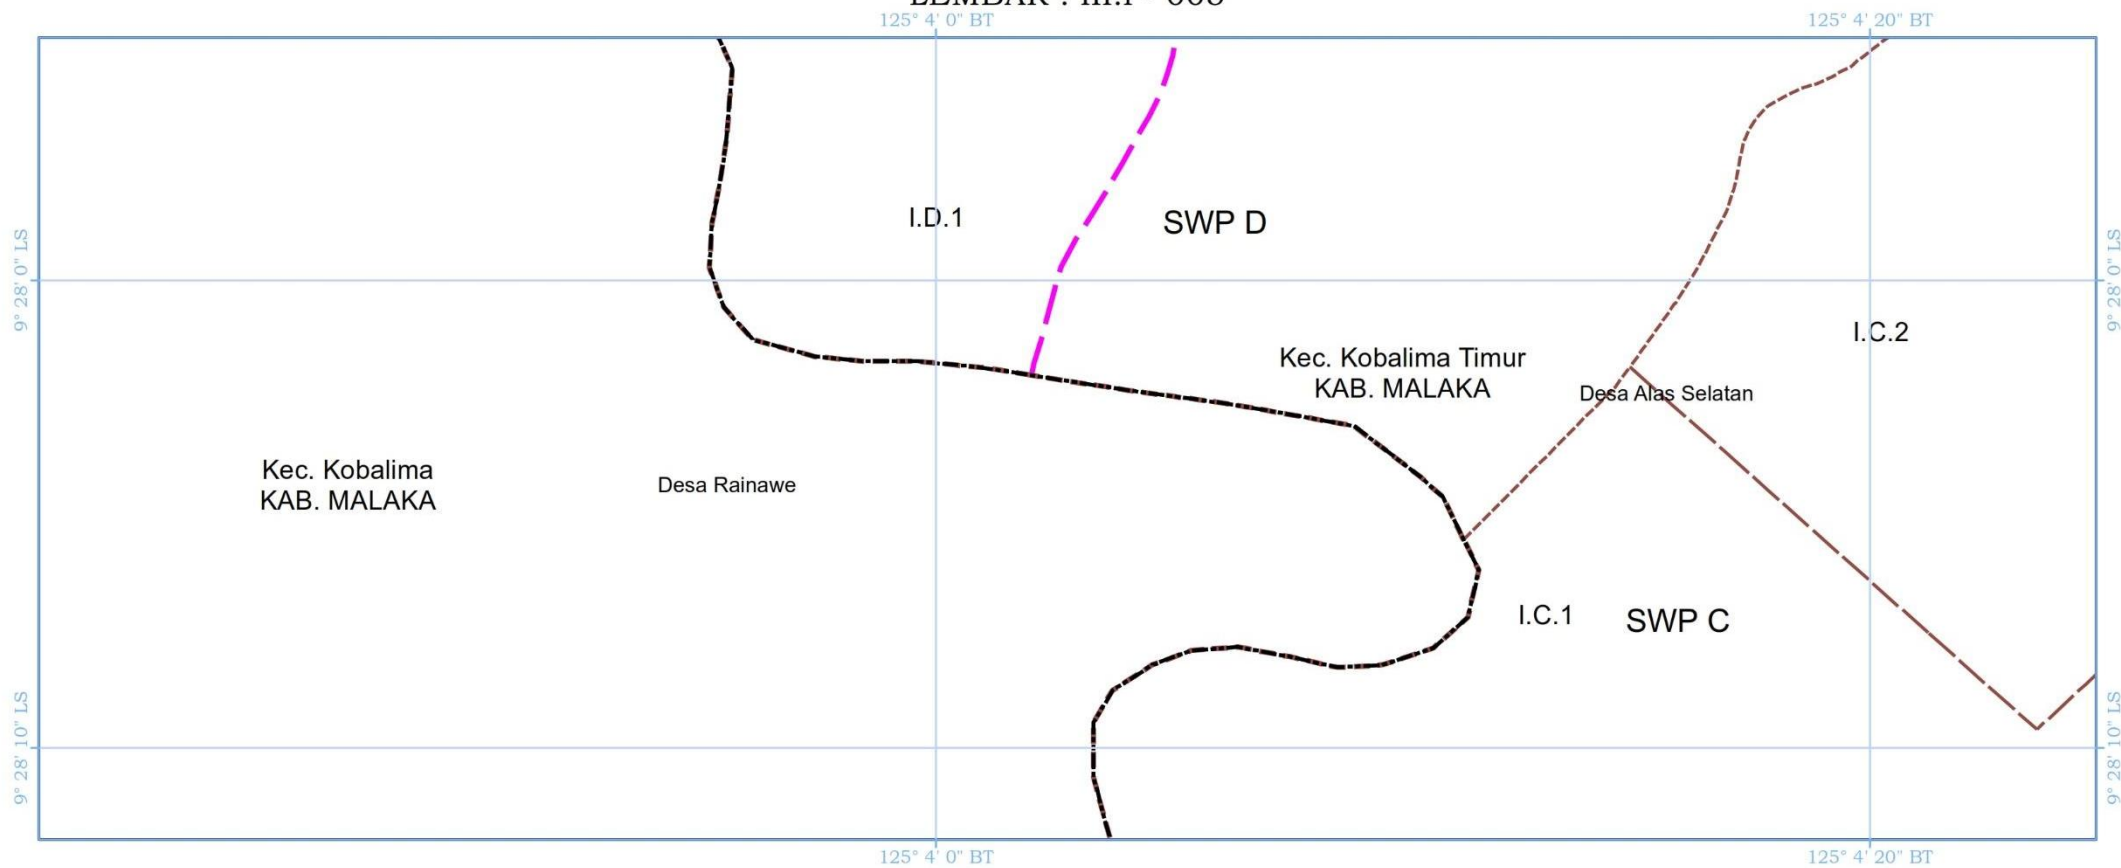 125° 4' 0" BT
125° 4' 20" BT
I.D.1
SWP D
9° 28' 0" LS
9° 28' 0" LS
I.C.2
Kec. Kobalima Timur
KAB. MALAKA
Desa Alas Selatan
Kec. Kobalima
KAB. MALAKA
Desa Rainawe
I.C.1
SWP C
9° 28' 10" LS
9° 28' 10" LS
125° 4' 0" BT
125° 4' 20" BT